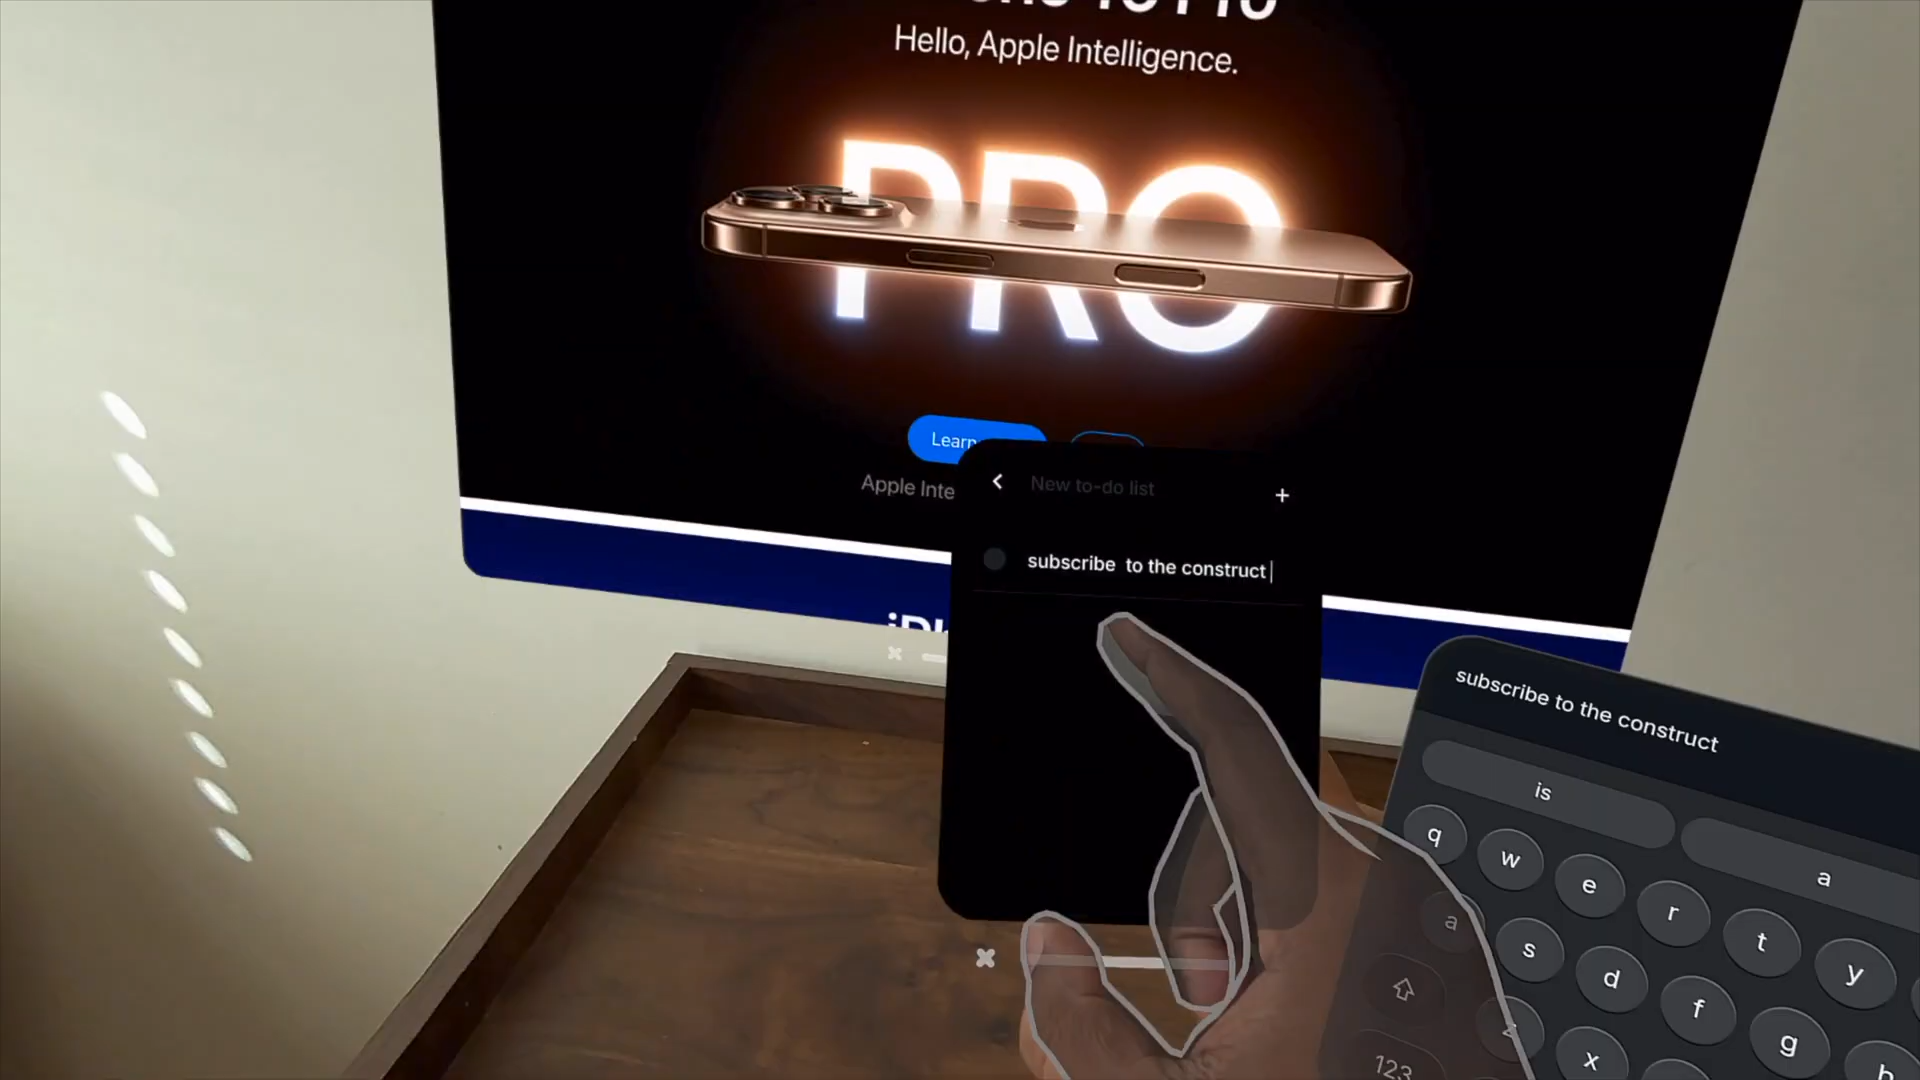 Hello, Apple Intelligence.
PRO
Learn
Apple Inte
New to-do list
+
subscribe  to the construct
subscribe to the construct
is
a
q w e r t y
a s d f g
x
123